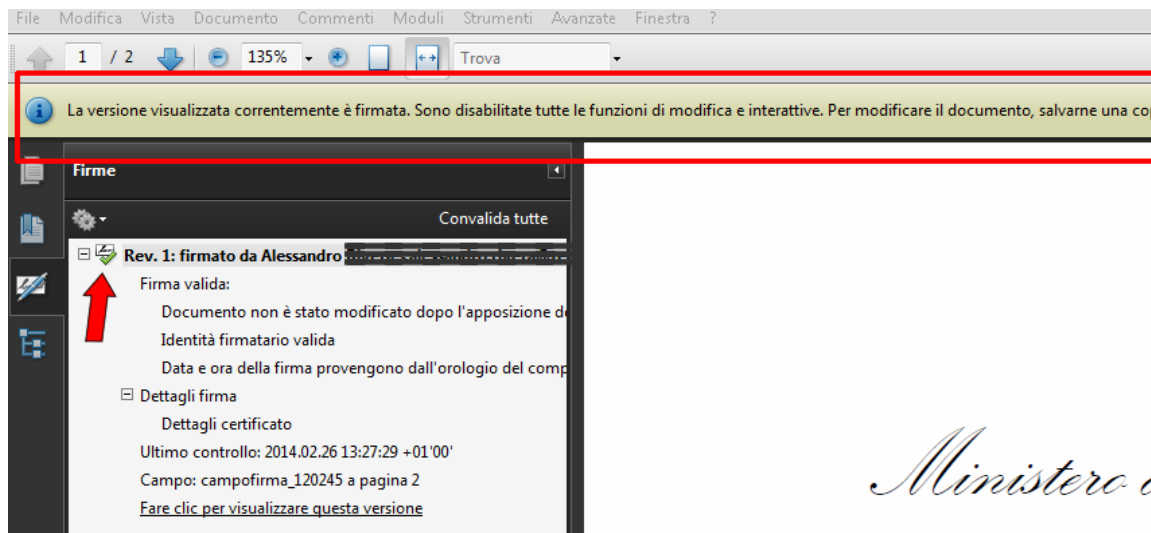 File Modifica Vista Documento Commenti Moduli Strumenti Avanzate Finestra ?
1 / 2 135% Trova
La versione visualizzata correntemente è firmata. Sono disabilitate tutte le funzioni di modifica e interattive. Per modificare il documento, salvarne una cop
Firme
Convalida tutte
Rev. 1: firmato da Alessandro
Firma valida:
Documento non è stato modificato dopo l'apposizione de
Identità firmatario valida
Data e ora della firma provengono dall'orologio del comp
Dettagli firma
Dettagli certificato
Ultimo controllo: 2014.02.26 13:27:29 +01'00'
Campo: campofirma_120245 a pagina 2
Fare clic per visualizzare questa versione
Ministero